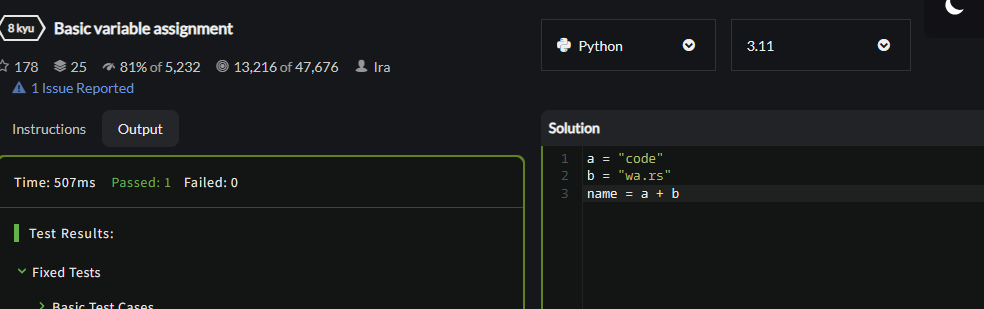 8 kyu Basic variable assignment
178 25 81% of 5,232 13,216 of 47,676 Ira
1 Issue Reported
Python 3.11
Instructions Output
Time: 507ms Passed: 1 Failed: 0
Test Results:
Fixed Tests
Basic Test Cases
Solution
1 a = "code"
2 b = "wa.rs"
3 name = a + b